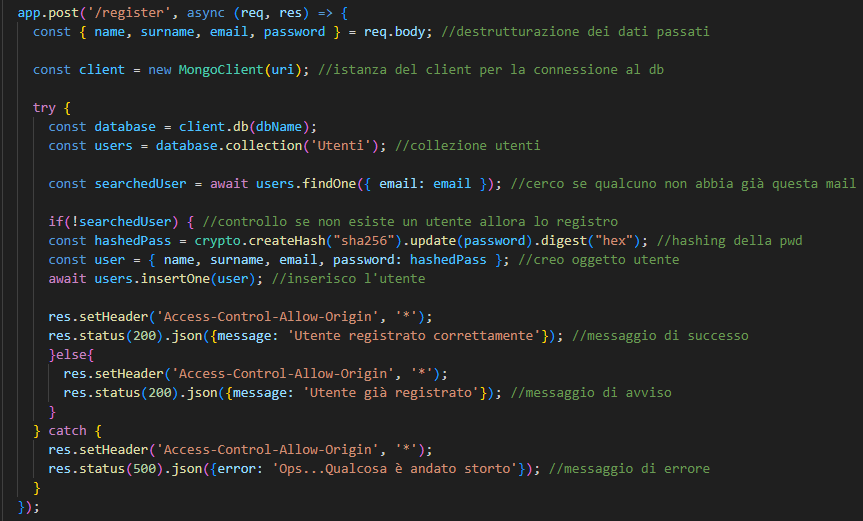 app.post('/register', async (req, res) => {
const { name, surname, email, password } = req.body; //destrutturazione dei dati passati
const client = new MongoClient(uri); //istanza del client per la connessione al db
try {
const database = client.db(dbName);
const users = database.collection('Utenti'); //collezione utenti
const searchedUser = await users.findOne({ email: email }); //cerco se qualcuno non abbia già questa mail
if(!searchedUser) { //controllo se non esiste un utente allora lo registro
const hashedPass = crypto.createHash("sha256").update(password).digest("hex"); //hashing della pwd
const user = { name, surname, email, password: hashedPass }; //creo oggetto utente
await users.insertOne(user); //inserisco l'utente
res.setHeader('Access-Control-Allow-Origin', '*');
res.status(200).json({message: 'Utente registrato correttamente'}); //messaggio di successo
}else{
res.setHeader('Access-Control-Allow-Origin', '*');
res.status(200).json({message: 'Utente già registrato'}); //messaggio di avviso
}
} catch {
res.setHeader('Access-Control-Allow-Origin', '*');
res.status(500).json({error: 'Ops...Qualcosa è andato storto'}); //messaggio di errore
}
});